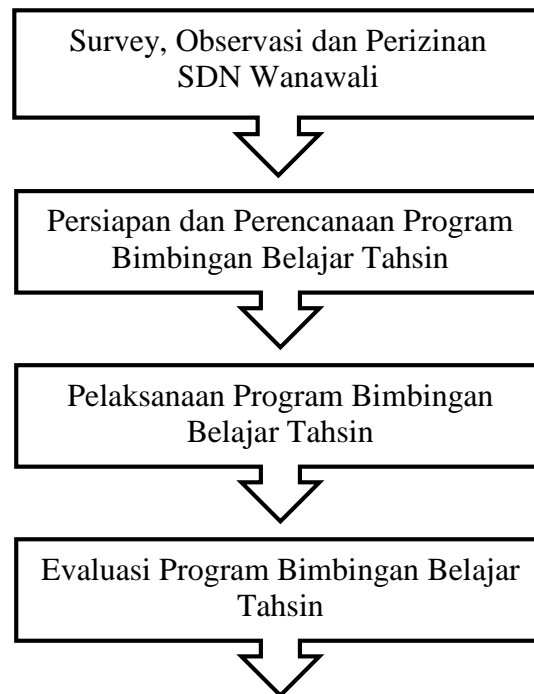 Survey, Observasi dan Perizinan
SDN Wanawali
Persiapan dan Perencanaan Program
Bimbingan Belajar Tahsin
Pelaksanaan Program Bimbingan
Belajar Tahsin
Evaluasi Program Bimbingan Belajar
Tahsin